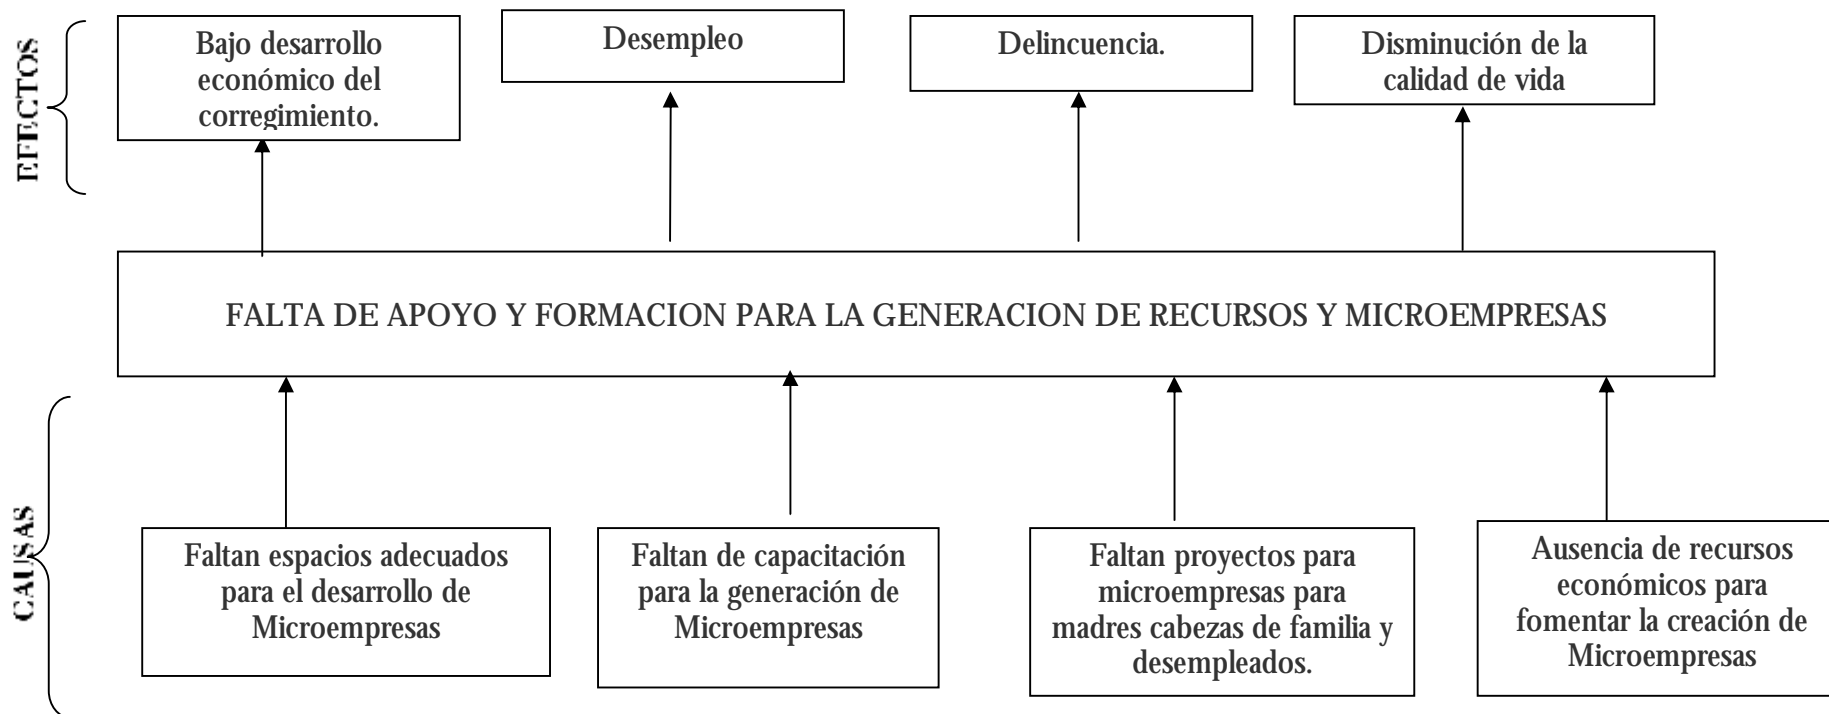 EFECTOS
Bajo desarrollo
económico del
corregimiento.
Desempleo
Delincuencia.
Disminución de la
calidad de vida
FALTA DE APOYO Y FORMACION PARA LA GENERACION DE RECURSOS Y MICROEMPRESAS
CAUSAS
Faltan espacios adecuados
para el desarrollo de
Microempresas
Faltan de capacitación
para la generación de
Microempresas
Faltan proyectos para
microempresas para
madres cabezas de familia y
desempleados.
Ausencia de recursos
económicos para
fomentar la creación de
Microempresas